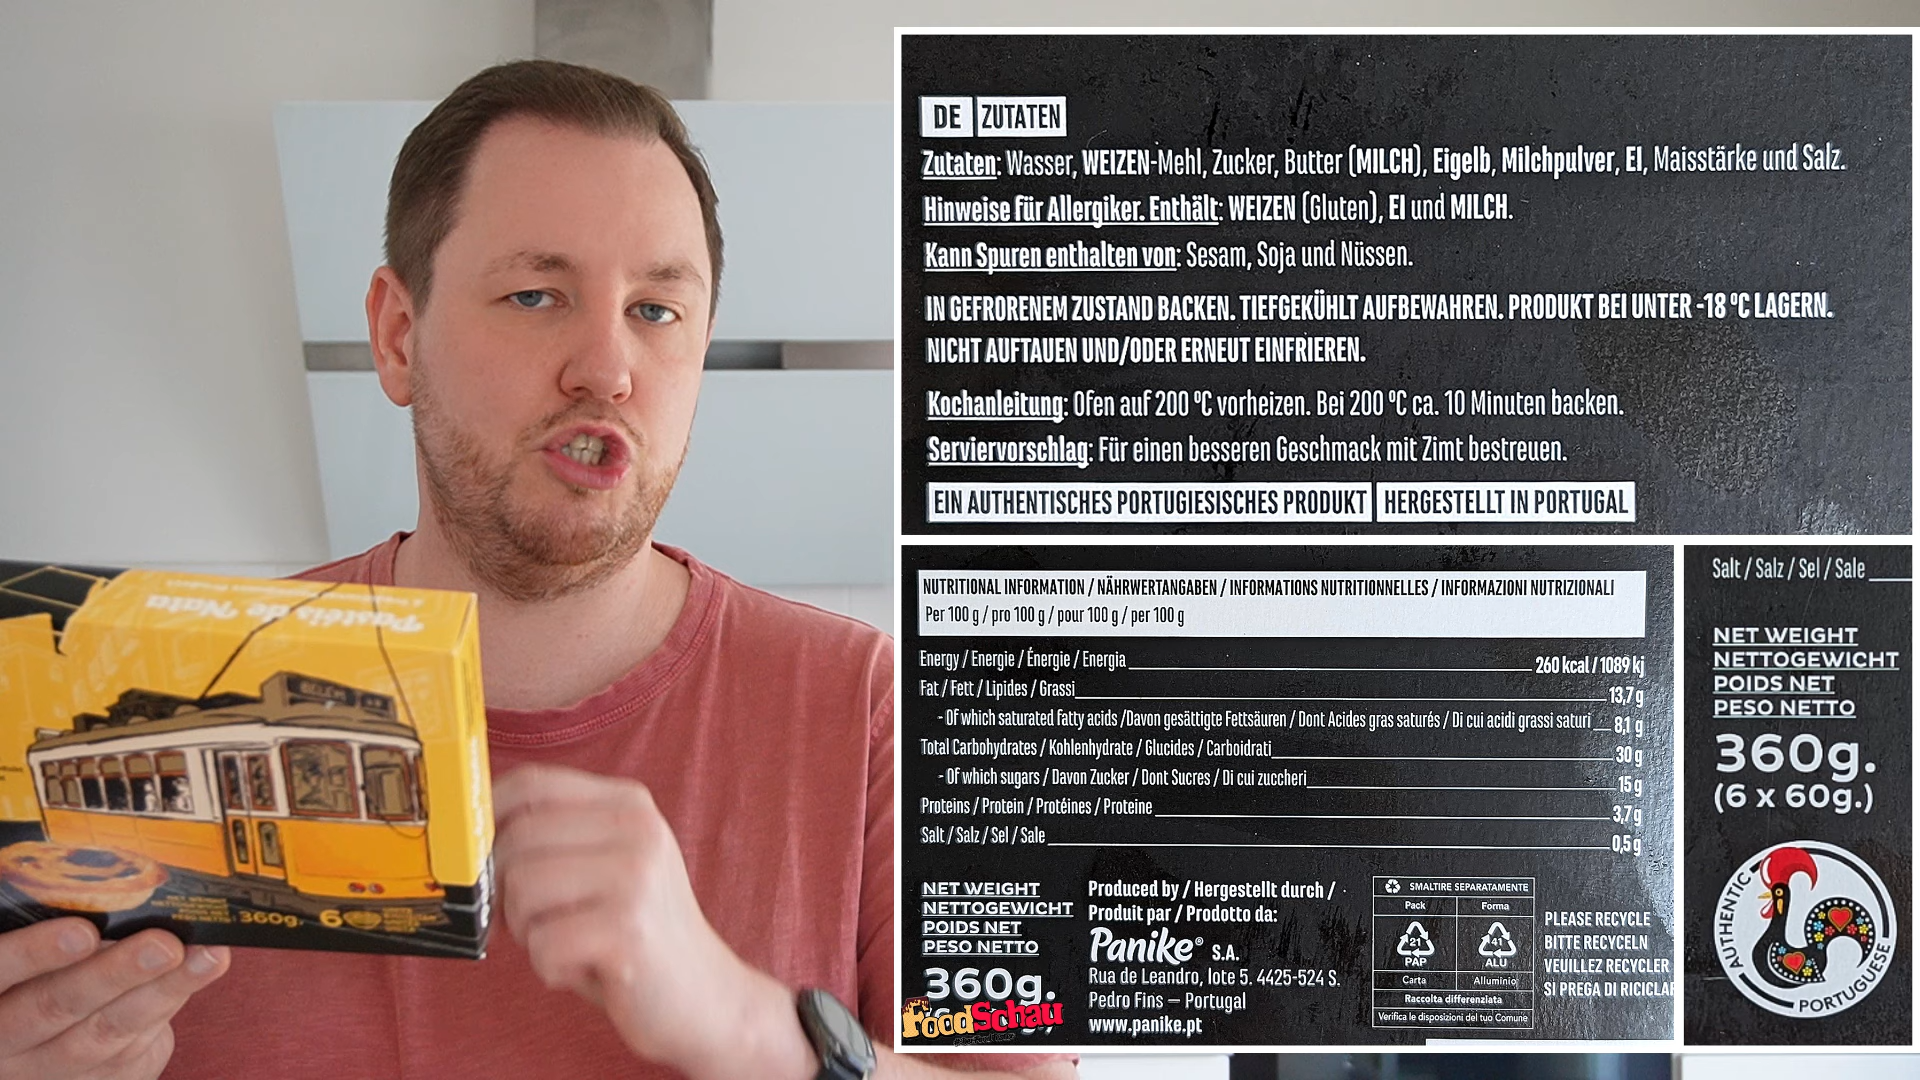 Pastéis de Nata
360g.
6
DE ZUTATEN
Zutaten: Wasser, WEIZEN-Mehl, Zucker, Butter (MILCH), Eigelb, Milchpulver, EI, Maisstärke und Salz.
Hinweise für Allergiker. Enthält: WEIZEN (Gluten), EI und MILCH.
Kann Spuren enthalten von: Sesam, Soja und Nüssen.
IN GEFRORENEM ZUSTAND BACKEN. TIEFGEKÜHLT AUFBEWAHREN. PRODUKT BEI UNTER -18 ºC LAGERN.
NICHT AUFTAUEN UND/ODER ERNEUT EINFRIEREN.
Kochanleitung: Ofen auf 200 ºC vorheizen. Bei 200 ºC ca. 10 Minuten backen.
Serviervorschlag: Für einen besseren Geschmack mit Zimt bestreuen.
EIN AUTHENTISCHES PORTUGIESISCHES PRODUKT HERGESTELLT IN PORTUGAL
NUTRITIONAL INFORMATION / NÄHRWERTANGABEN / INFORMATIONS NUTRITIONNELLES / INFORMAZIONI NUTRIZIONALI
Per 100 g / pro 100 g / pour 100 g / per 100 g
Energy / Energie / Énergie / Energia 260 kcal / 1089 kj
Fat / Fett / Lipides / Grassi 13,7 g
- Of which saturated fatty acids /Davon gesättigte Fettsäuren / Dont Acides gras saturés / Di cui acidi grassi saturi 8,1 g
Total Carbohydrates / Kohlenhydrate / Glucides / Carboidrati 30 g
- Of which sugars / Davon Zucker / Dont Sucres / Di cui zuccheri 15 g
Proteins / Protein / Protéines / Proteine 3,7 g
Salt / Salz / Sel / Sale 0,5 g
NET WEIGHT
NETTOGEWICHT
POIDS NET
PESO NETTO
360g.
FoodSchau
Produced by / Hergestellt durch /
Produit par / Prodotto da:
Panike® S.A.
Rua de Leandro, lote 5. 4425-524 S.
Pedro Fins – Portugal
www.panike.pt
SMALTIRE SEPARATAMENTE
Pack Forma
21 41
PAP ALU
Carta Alluminio
Raccolta differenziata
Verifica le disposizioni del tuo Comune
PLEASE RECYCLE
BITTE RECYCELN
VEUILLEZ RECYCLER
SI PREGA DI RICICLAR
Salt / Salz / Sel / Sale
NET WEIGHT
NETTOGEWICHT
POIDS NET
PESO NETTO
360g.
(6 x 60g.)
AUTHENTIC
PORTUGUESE